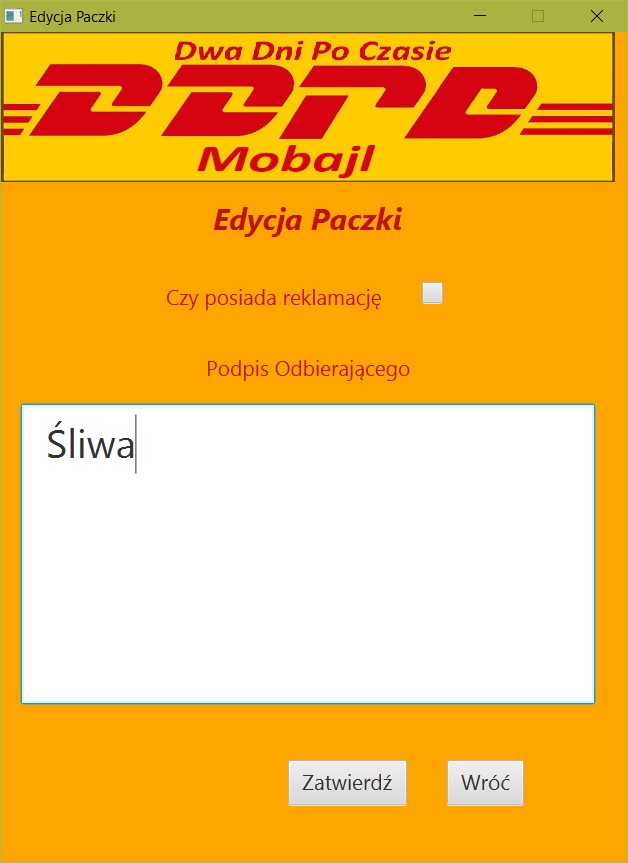 Edycja Paczki
Dwa Dni Po Czasie
DDPD
Mobajl
Edycja Paczki
Czy posiada reklamację
Podpis Odbierającego
Śliwa
Zatwierdź Wróć